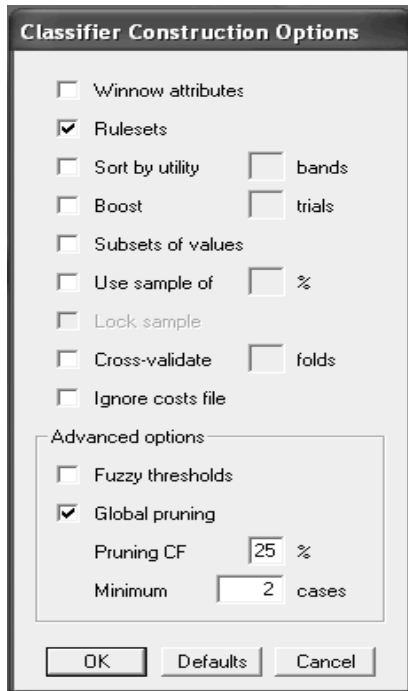 Classifier Construction Options
Winnow attributes
Rulesets
Sort by utility bands
Boost trials
Subsets of values
Use sample of %
Lock sample
Cross-validate folds
Ignore costs file
Advanced options
Fuzzy thresholds
Global pruning
Pruning CF 25 %
Minimum 2 cases
OK Defaults Cancel